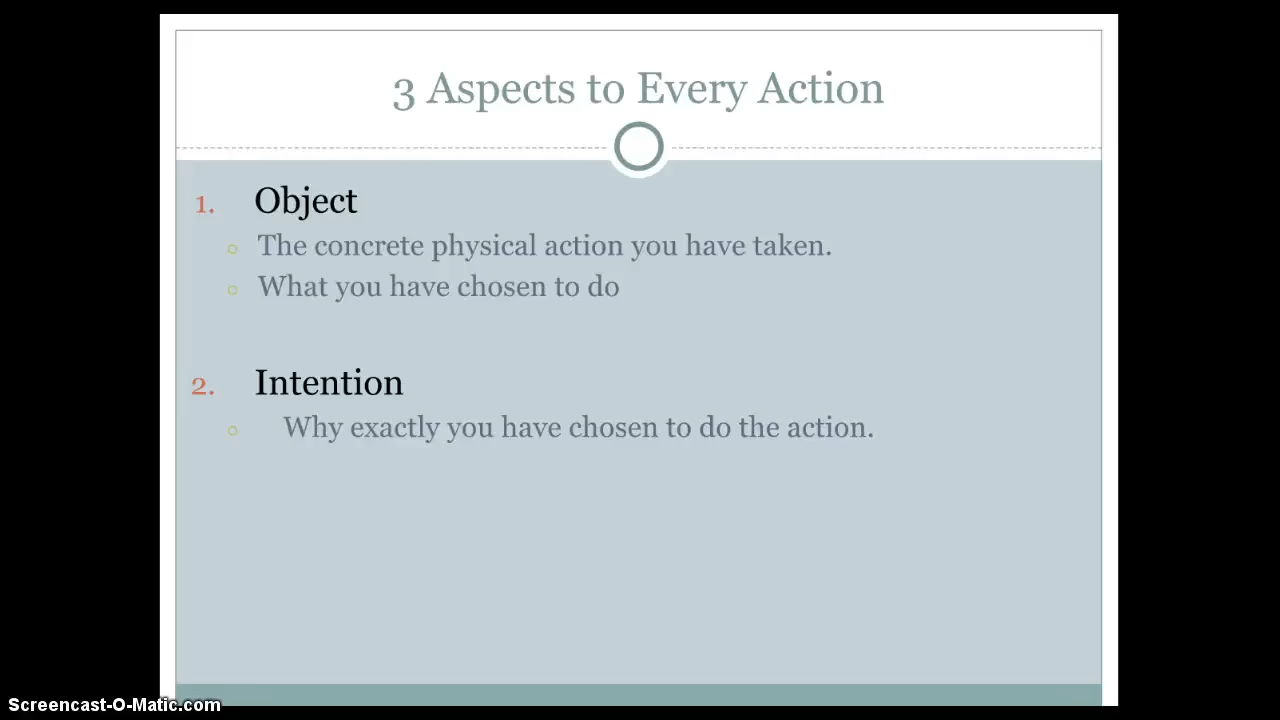 3 Aspects to Every Action
1. Object
The concrete physical action you have taken.
What you have chosen to do
2. Intention
Why exactly you have chosen to do the action.
Screencast-O-Matic.com